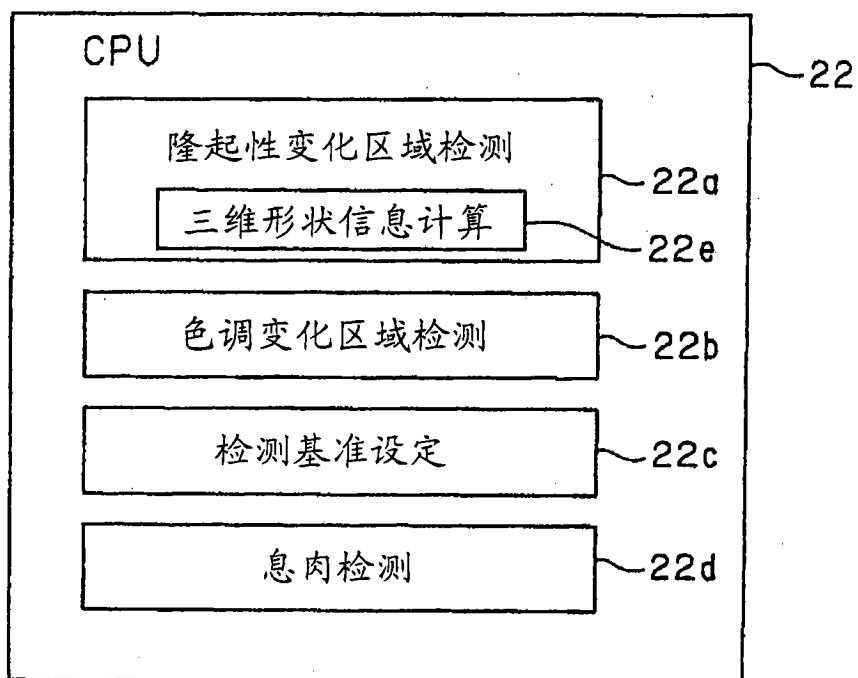 CPU
22
隆起性变化区域检测
22a
三维形状信息计算
22e
色调变化区域检测
22b
检测基准设定
22c
息肉检测
22d